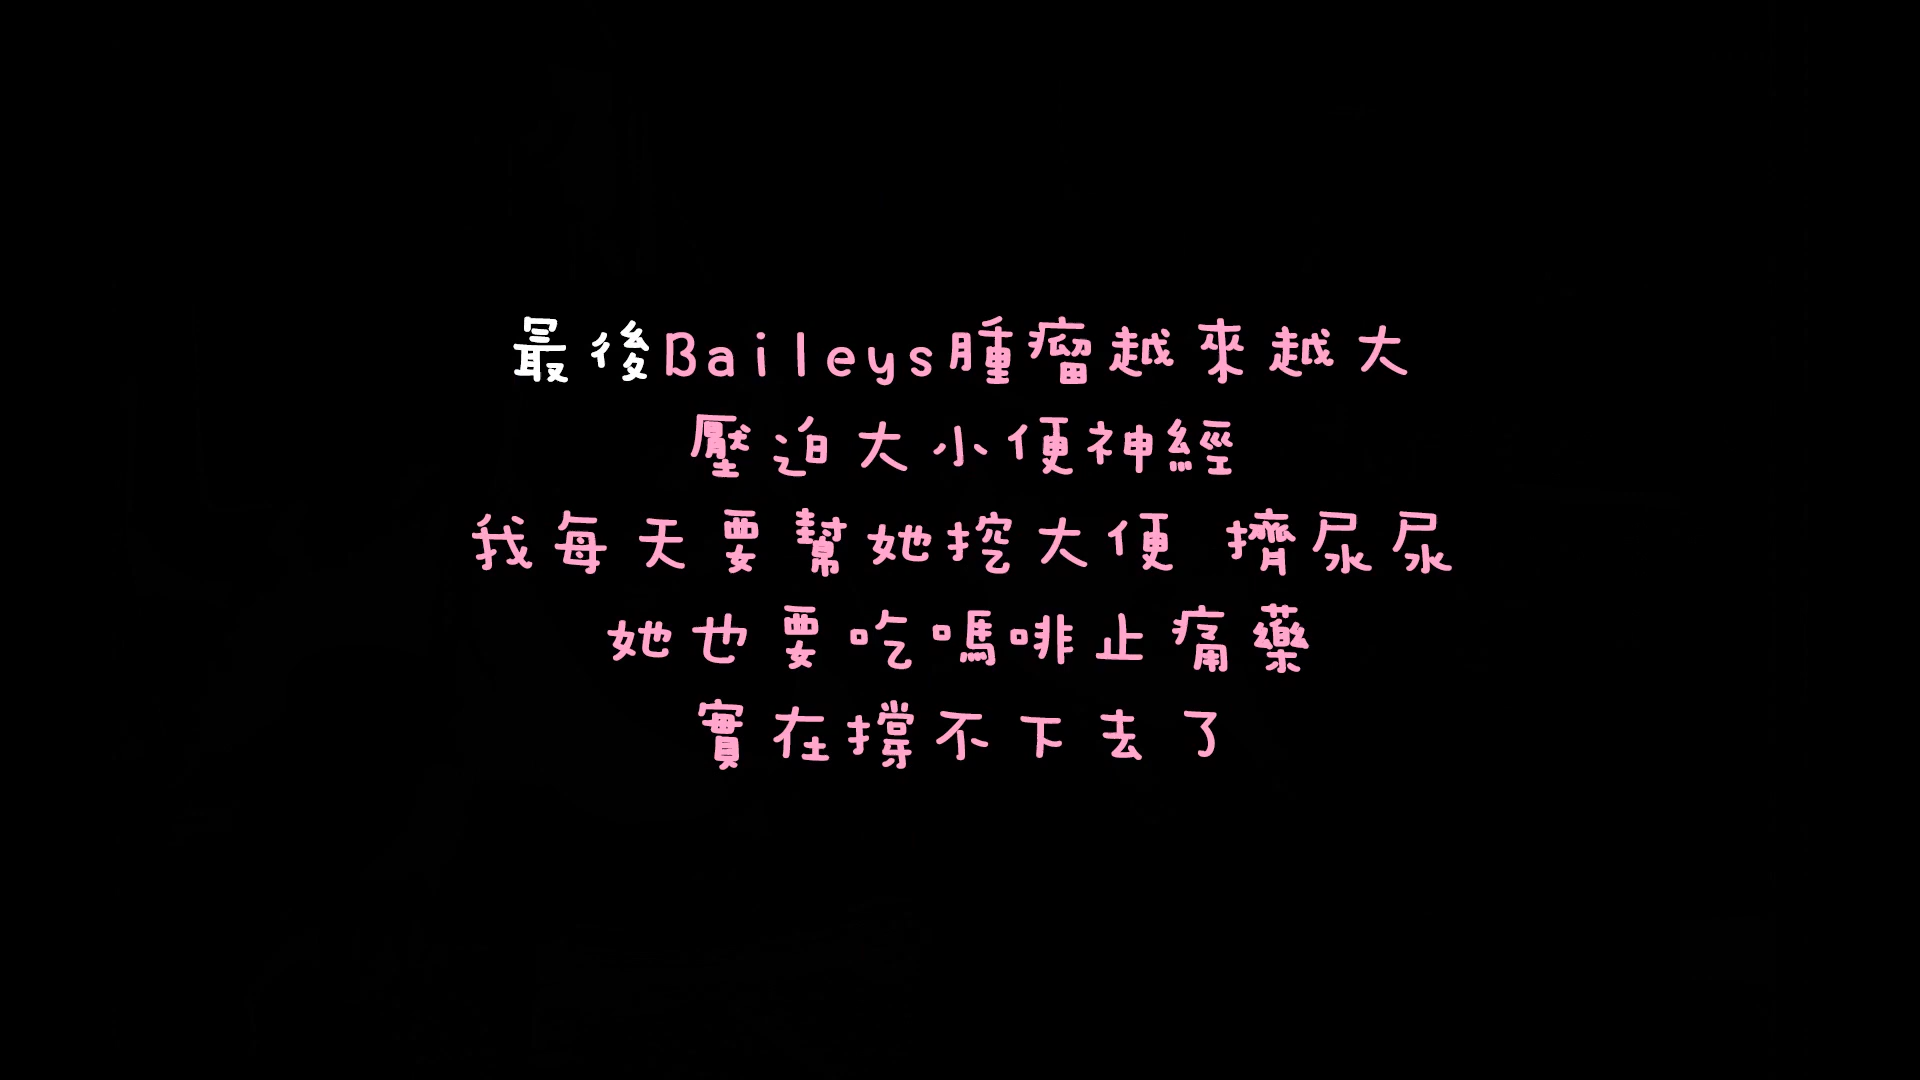 最後Baileys腫瘤越來越大
壓迫大小便神經
我每天要幫她挖大便 擠尿尿
她也要吃嗎啡止痛藥
實在撐不下去了